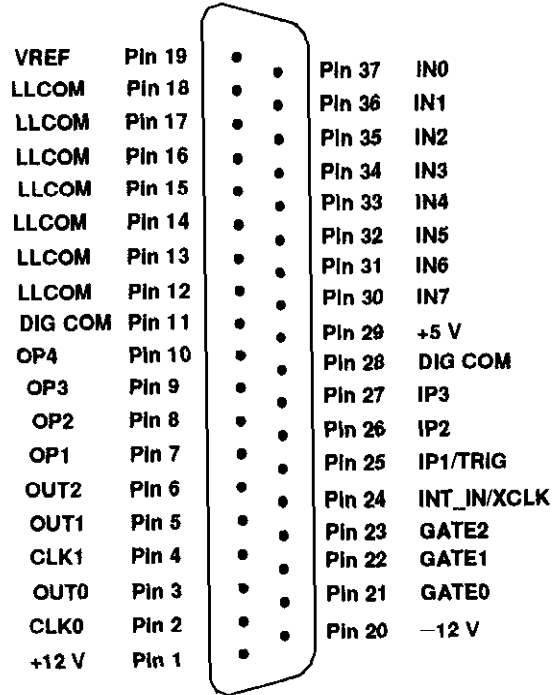 VREF Pin 19
LLCOM Pin 18
LLCOM Pin 17
LLCOM Pin 16
LLCOM Pin 15
LLCOM Pin 14
LLCOM Pin 13
LLCOM Pin 12
DIG COM Pin 11
OP4 Pin 10
OP3 Pin 9
OP2 Pin 8
OP1 Pin 7
OUT2 Pin 6
OUT1 Pin 5
CLK1 Pin 4
OUT0 Pin 3
CLK0 Pin 2
+12 V Pin 1
Pin 37 IN0
Pin 36 IN1
Pin 35 IN2
Pin 34 IN3
Pin 33 IN4
Pin 32 IN5
Pin 31 IN6
Pin 30 IN7
Pin 29 +5 V
Pin 28 DIG COM
Pin 27 IP3
Pin 26 IP2
Pin 25 IP1/TRIG
Pin 24 INT_IN/XCLK
Pin 23 GATE2
Pin 22 GATE1
Pin 21 GATE0
Pin 20 −12 V